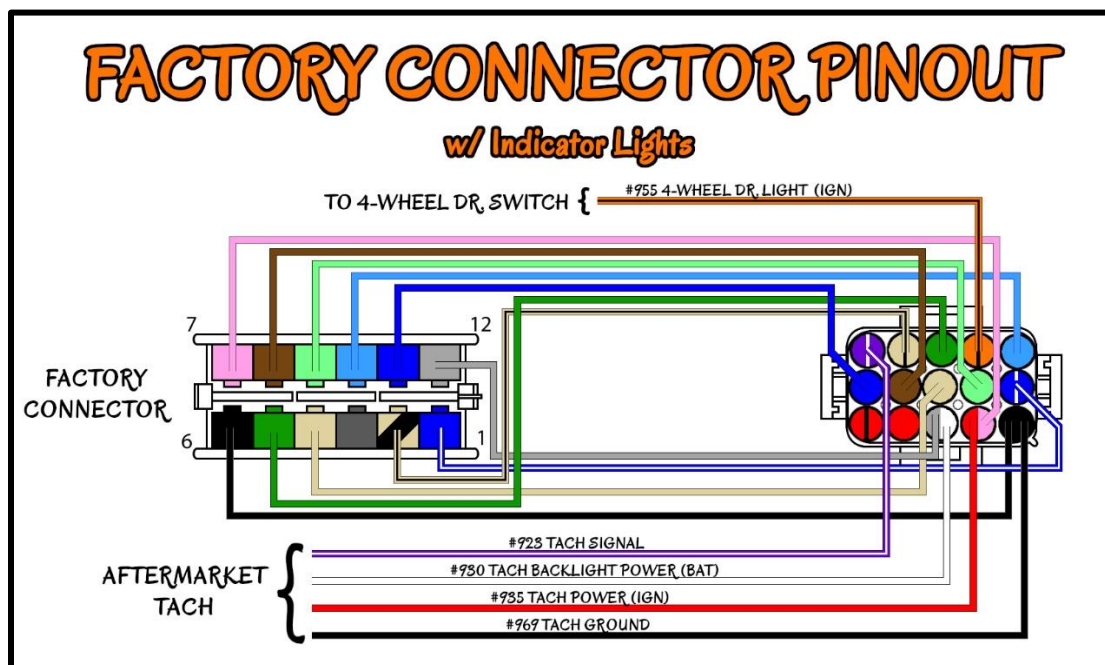 FACTORY CONNECTOR PINOUT
w/ Indicator Lights
#955 4-WHEEL DR. LIGHT (IGN)
TO 4-WHEEL DR. SWITCH {
7
12
FACTORY
CONNECTOR
6
1
#923 TACH SIGNAL
#930 TACH BACKLIGHT POWER (BAT)
#935 TACH POWER (IGN)
#969 TACH GROUND
AFTERMARKET
TACH